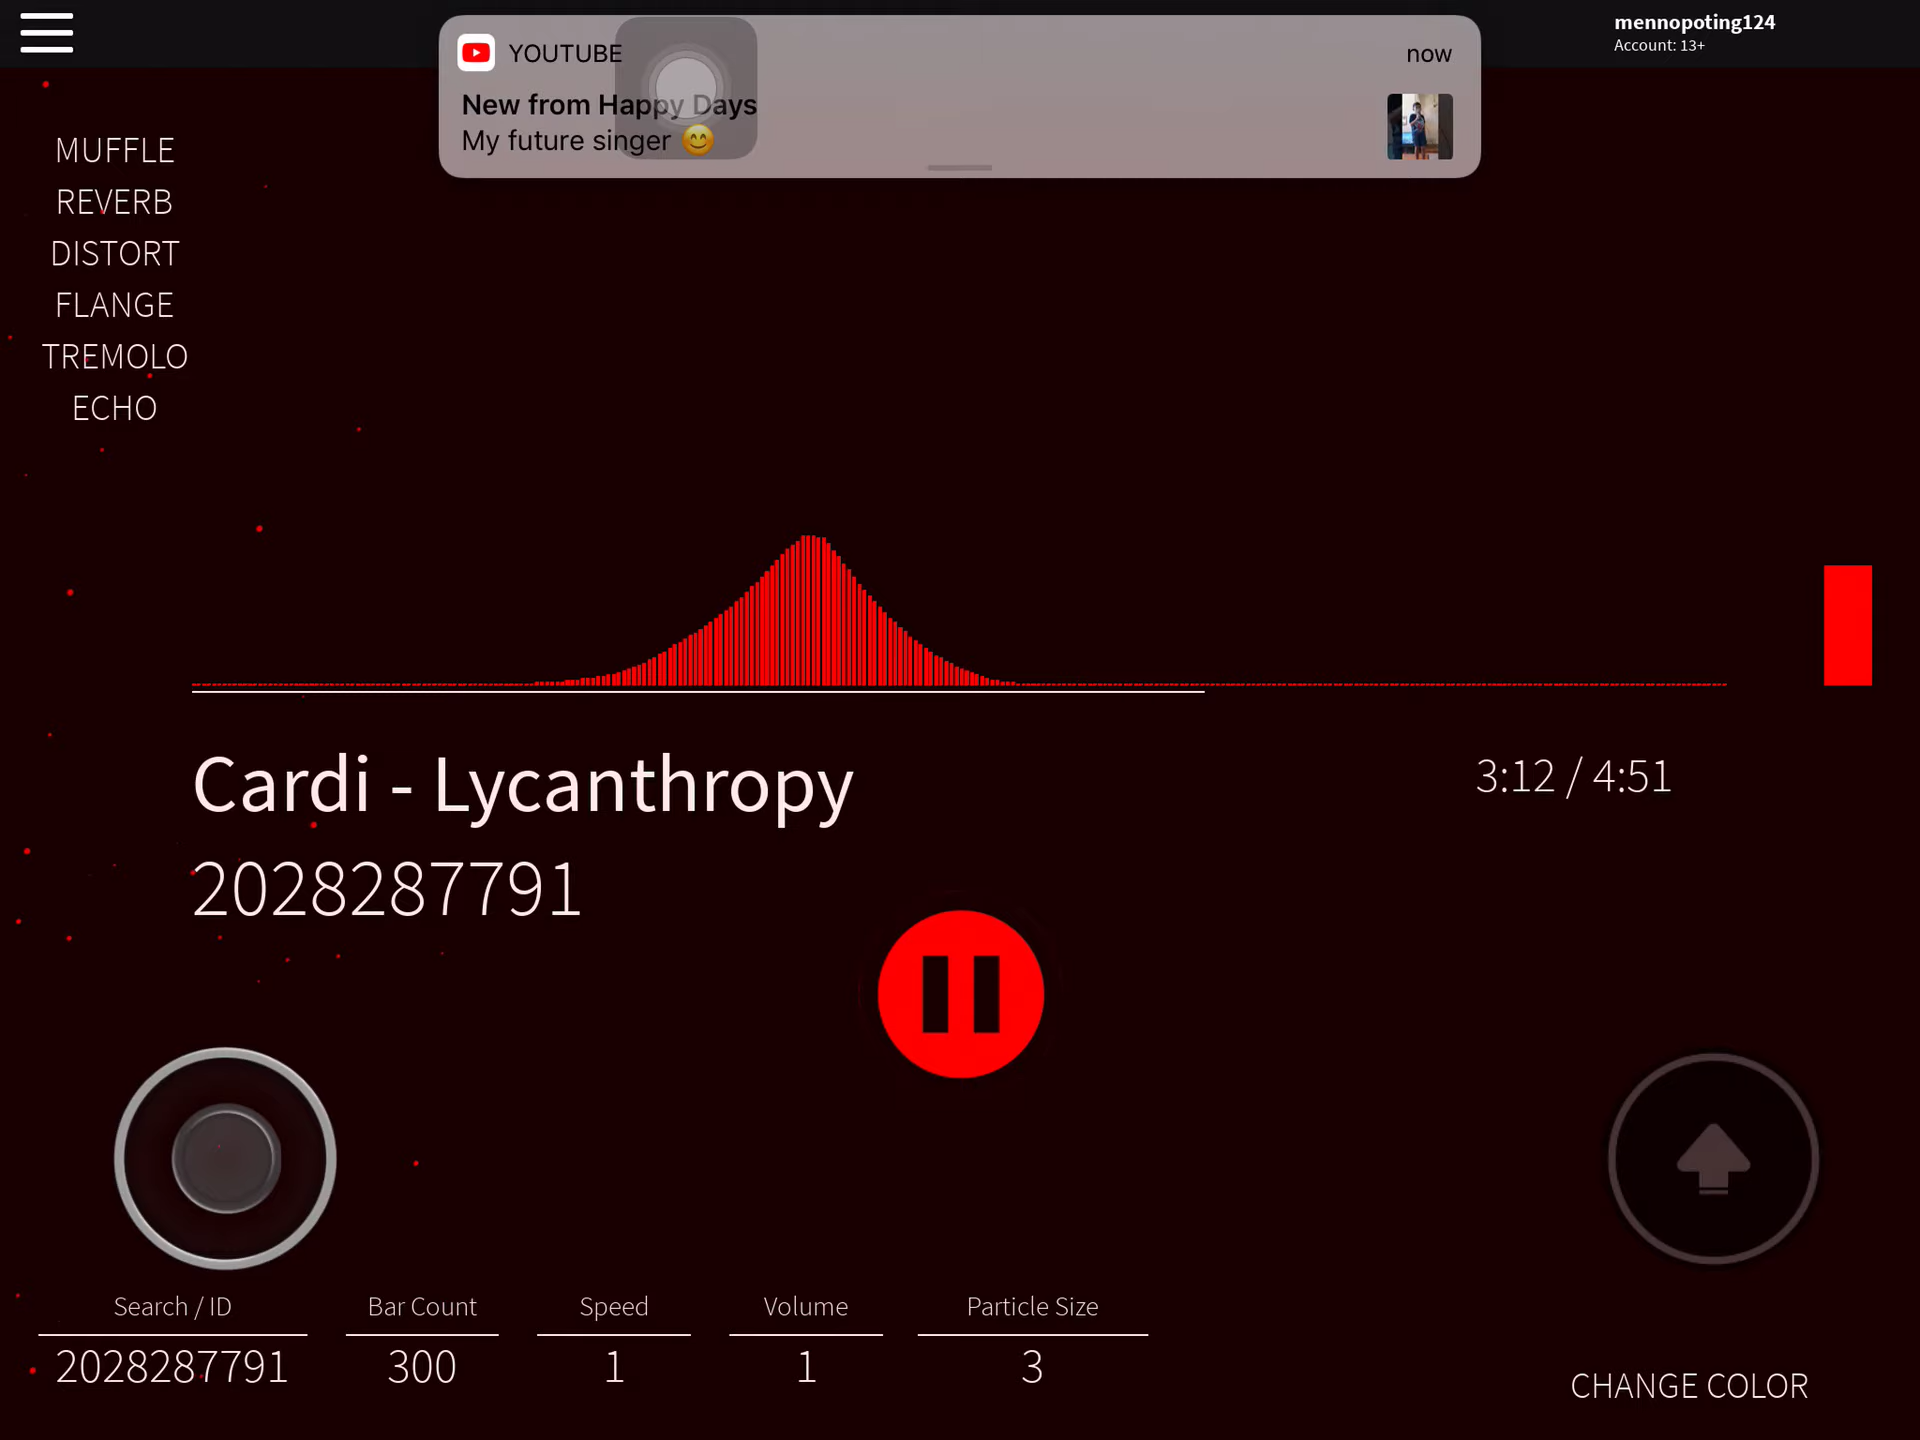 YOUTUBE
now
New from Happy Days
My future singer 😊
mennopoting124
Account: 13+
MUFFLE
REVERB
DISTORT
FLANGE
TREMOLO
ECHO
Cardi - Lycanthropy
3:12 / 4:51
2028287791
Search / ID
Bar Count
Speed
Volume
Particle Size
2028287791
300
1
1
3
CHANGE COLOR